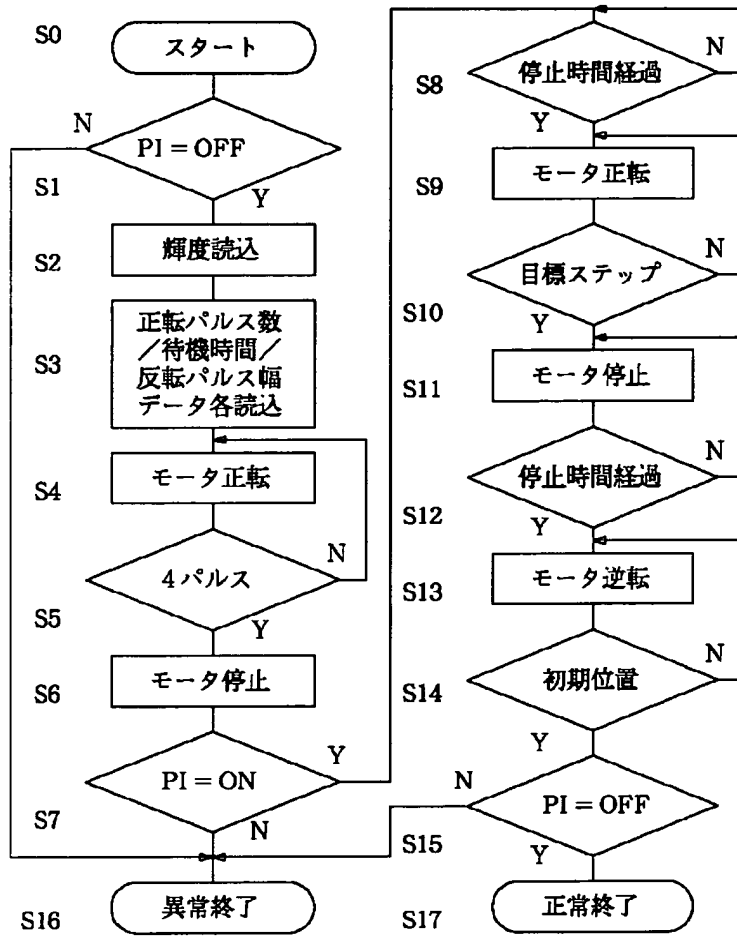 S0
スタート
N
PI = OFF
S1
Y
S2
輝度読込
S3
正転パルス数
／待機時間／
反転パルス幅
データ各読込
S4
モータ正転
4パルス
N
S5
Y
S6
モータ停止
Y
PI = ON
S7
N
S16
異常終了
N
停止時間経過
S8
Y
S9
モータ正転
N
目標ステップ
S10
Y
S11
モータ停止
N
停止時間経過
S12
Y
S13
モータ逆転
N
初期位置
S14
Y
N
PI = OFF
S15
Y
S17
正常終了